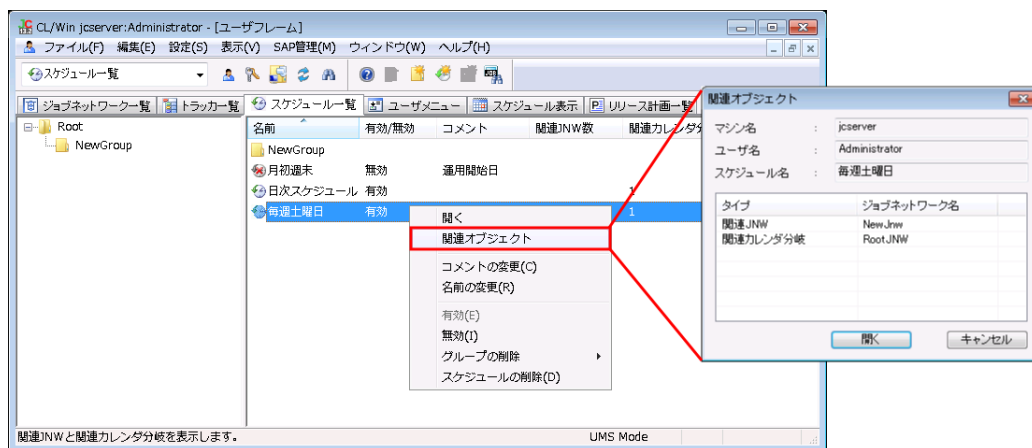 CL/Win jcserver:Administrator - [ユーザフレーム]
ファイル(F) 編集(E) 設定(S) 表示(V) SAP管理(M) ウィンドウ(W) ヘルプ(H)
スケジュール一覧
ジョブネットワーク一覧 トラッカ一覧 スケジュール一覧 ユーザメニュー スケジュール表示 リリース計画一覧
Root
NewGroup
名前 有効/無効 コメント 関連JNW数 関連カレンダ分
NewGroup
月初週末 無効 運用開始日
日次スケジュール 有効 1
毎週土曜日 有効 1
開く
関連オブジェクト
コメントの変更(C)
名前の変更(R)
有効(E)
無効(I)
グループの削除
スケジュールの削除(D)
関連JNWと関連カレンダ分岐を表示します。
UMS Mode
関連オブジェクト
マシン名 : jcserver
ユーザ名 : Administrator
スケジュール名 : 毎週土曜日
タイプ ジョブネットワーク名
関連JNW NewJnw
関連カレンダ分岐 RootJNW
開く キャンセル